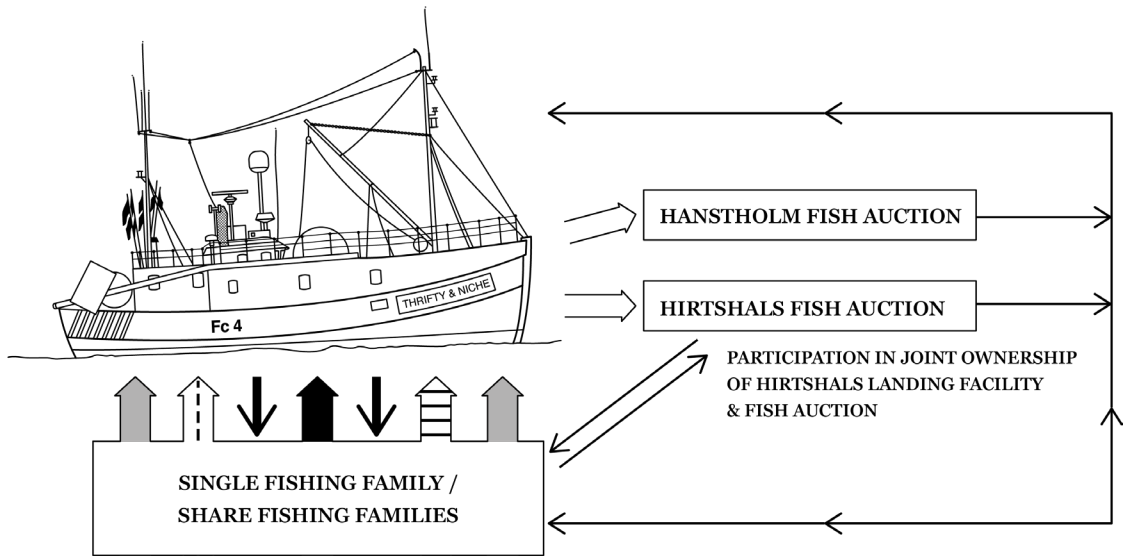 HANSTHOLM FISH AUCTION
THRIFTY & NICHE
HIRTSHALS FISH AUCTION
Fc 4
PARTICIPATION IN JOINT OWNERSHIP
OF HIRTSHALS LANDING FACILITY
& FISH AUCTION
SINGLE FISHING FAMILY /
SHARE FISHING FAMILIES